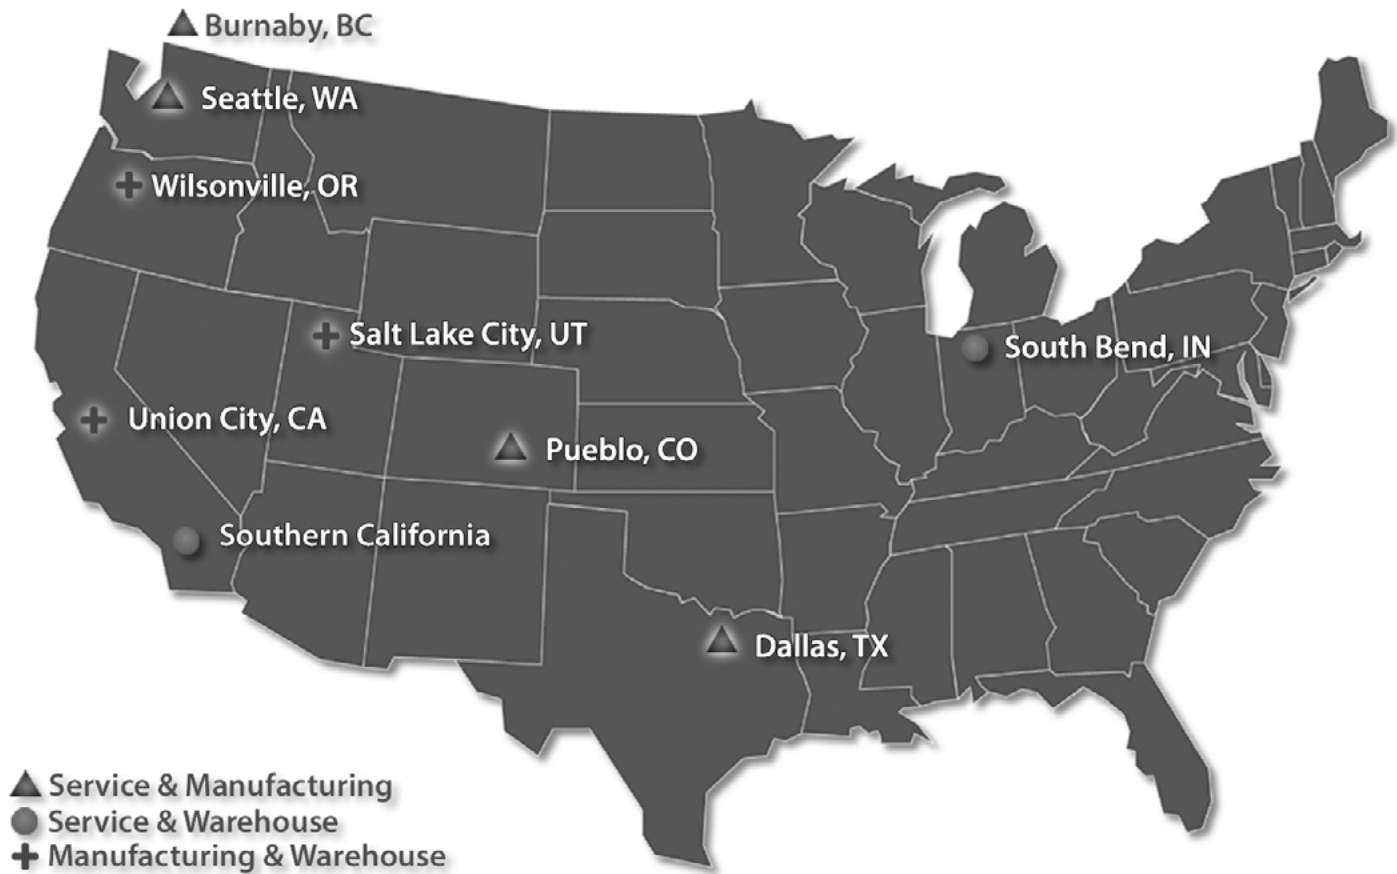 Burnaby, BC
Seattle, WA
Wilsonville, OR
Salt Lake City, UT
South Bend, IN
Union City, CA
Pueblo, CO
Southern California
Dallas, TX
Service & Manufacturing
Service & Warehouse
Manufacturing & Warehouse